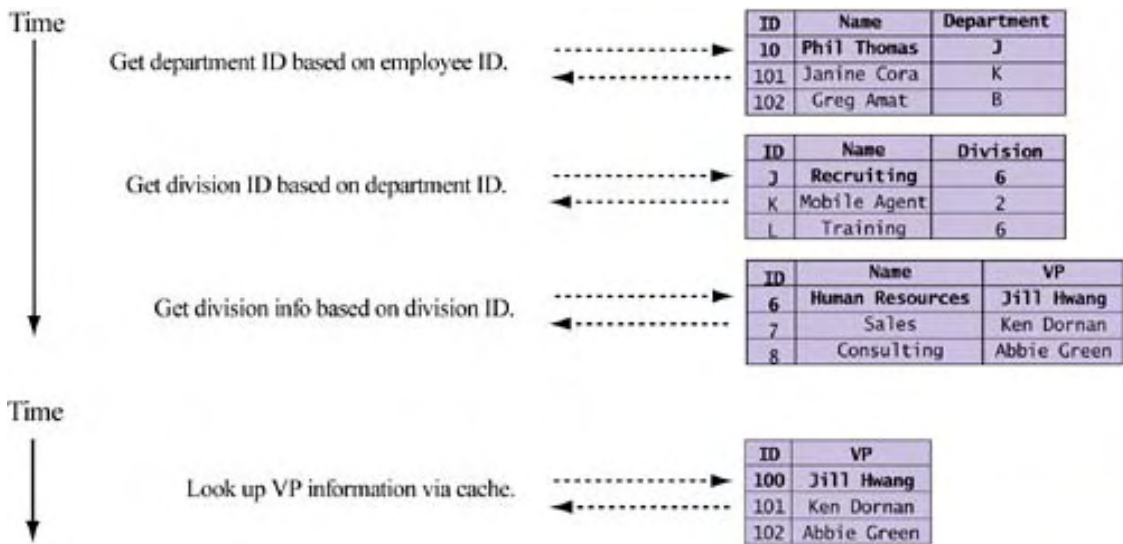 Time
Get department ID based on employee ID.
ID Name Department
10 Phil Thomas J
101 Janine Cora K
102 Greg Amat B
Get division ID based on department ID.
ID Name Division
J Recruiting 6
K Mobile Agent 2
L Training 6
Get division info based on division ID.
ID Name VP
6 Human Resources Jill Hwang
7 Sales Ken Dornan
8 Consulting Abbie Green
Time
Look up VP information via cache.
ID VP
100 Jill Hwang
101 Ken Dornan
102 Abbie Green